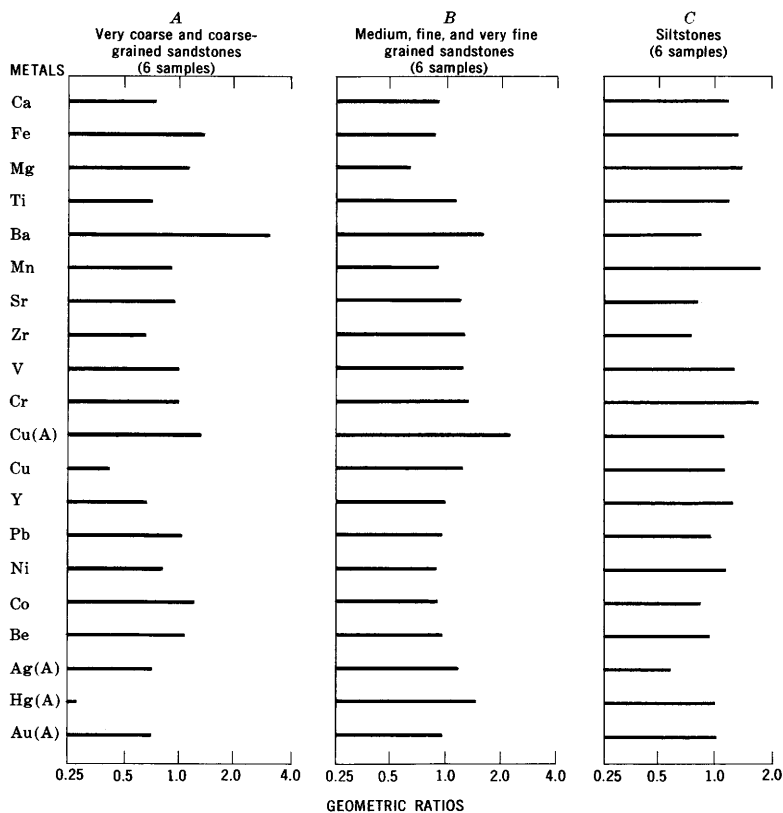 A
Very coarse and coarse-
grained sandstones
(6 samples)
B
Medium, fine, and very fine
grained sandstones
(6 samples)
C
Siltstones
(6 samples)
METALS
Ca
Fe
Mg
Ti
Ba
Mn
Sr
Zr
V
Cr
Cu(A)
Cu
Y
Pb
Ni
Co
Be
Ag(A)
Hg(A)
Au(A)
0.25 0.5 1.0 2.0 4.0
0.25 0.5 1.0 2.0 4.0
0.25 0.5 1.0 2.0
GEOMETRIC RATIOS